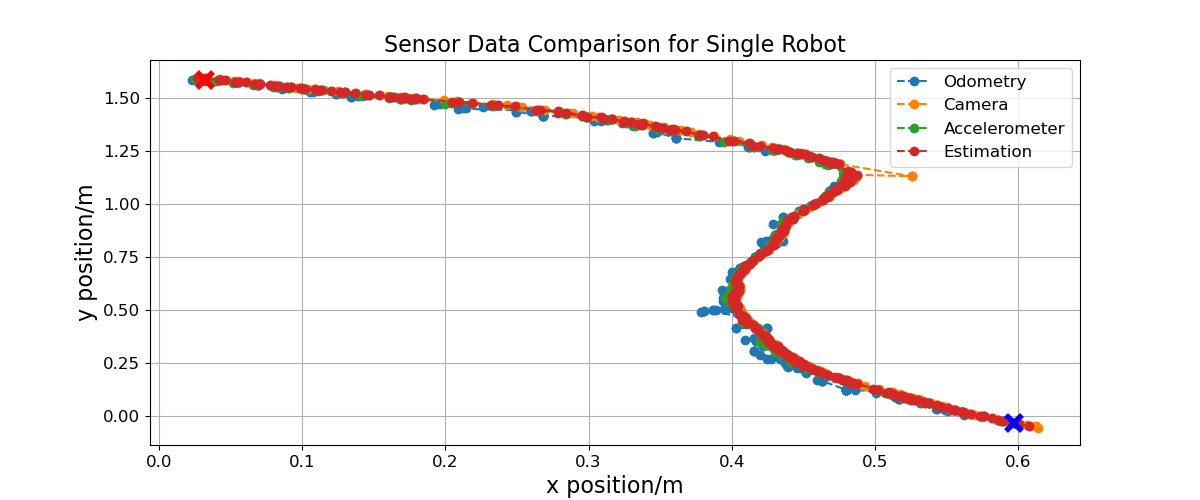 Sensor Data Comparison for Single Robot
Odometry
Camera
Accelerometer
Estimation
y position/m
1.50
1.25
1.00
0.75
0.50
0.25
0.00
0.0 0.1 0.2 0.3 0.4 0.5 0.6
x position/m